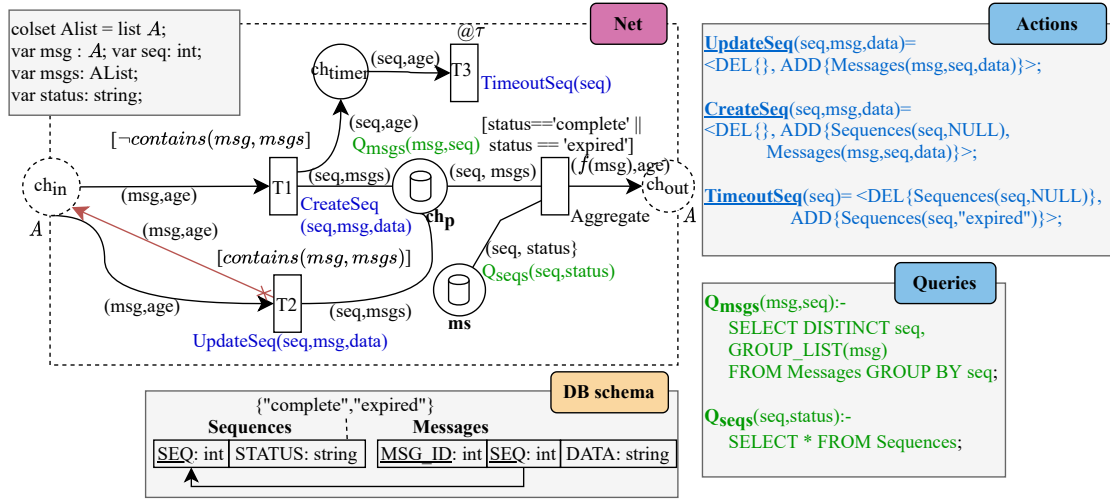 colset Alist = list A;
var msg : A; var seq: int;
var msgs: AList;
var status: string;
Net
@τ
ch_timer
(seq,age)
T3
TimeoutSeq(seq)
[¬contains(msg, msgs]
(seq,age)
Q_msgs(msg,seq)
[status=='complete' ||
status == 'expired']
ch_in
(msg,age)
T1
(seq,msgs)
(seq, msgs)
(f(msg),age)
ch_out
A
CreateSeq
(seq,msg,data)
ch_p
Aggregate
A
(msg,age)
[contains(msg, msgs)]
(seq, status}
Q_seqs(seq,status)
(msg,age)
T2
(seq,msgs)
ms
UpdateSeq(seq,msg,data)
Actions
UpdateSeq(seq,msg,data)=
<DEL{}, ADD{Messages(msg,seq,data)}>;
CreateSeq(seq,msg,data)=
<DEL{}, ADD{Sequences(seq,NULL),
Messages(msg,seq,data)}>;
TimeoutSeq(seq)= <DEL{Sequences(seq,NULL)},
ADD{Sequences(seq,"expired")}>;
Queries
Q_msgs(msg,seq):-
SELECT DISTINCT seq,
GROUP_LIST(msg)
FROM Messages GROUP BY seq;
Q_seqs(seq,status):-
SELECT * FROM Sequences;
DB schema
{"complete","expired"}
Sequences Messages
SEQ: int STATUS: string MSG_ID: int SEQ: int DATA: string